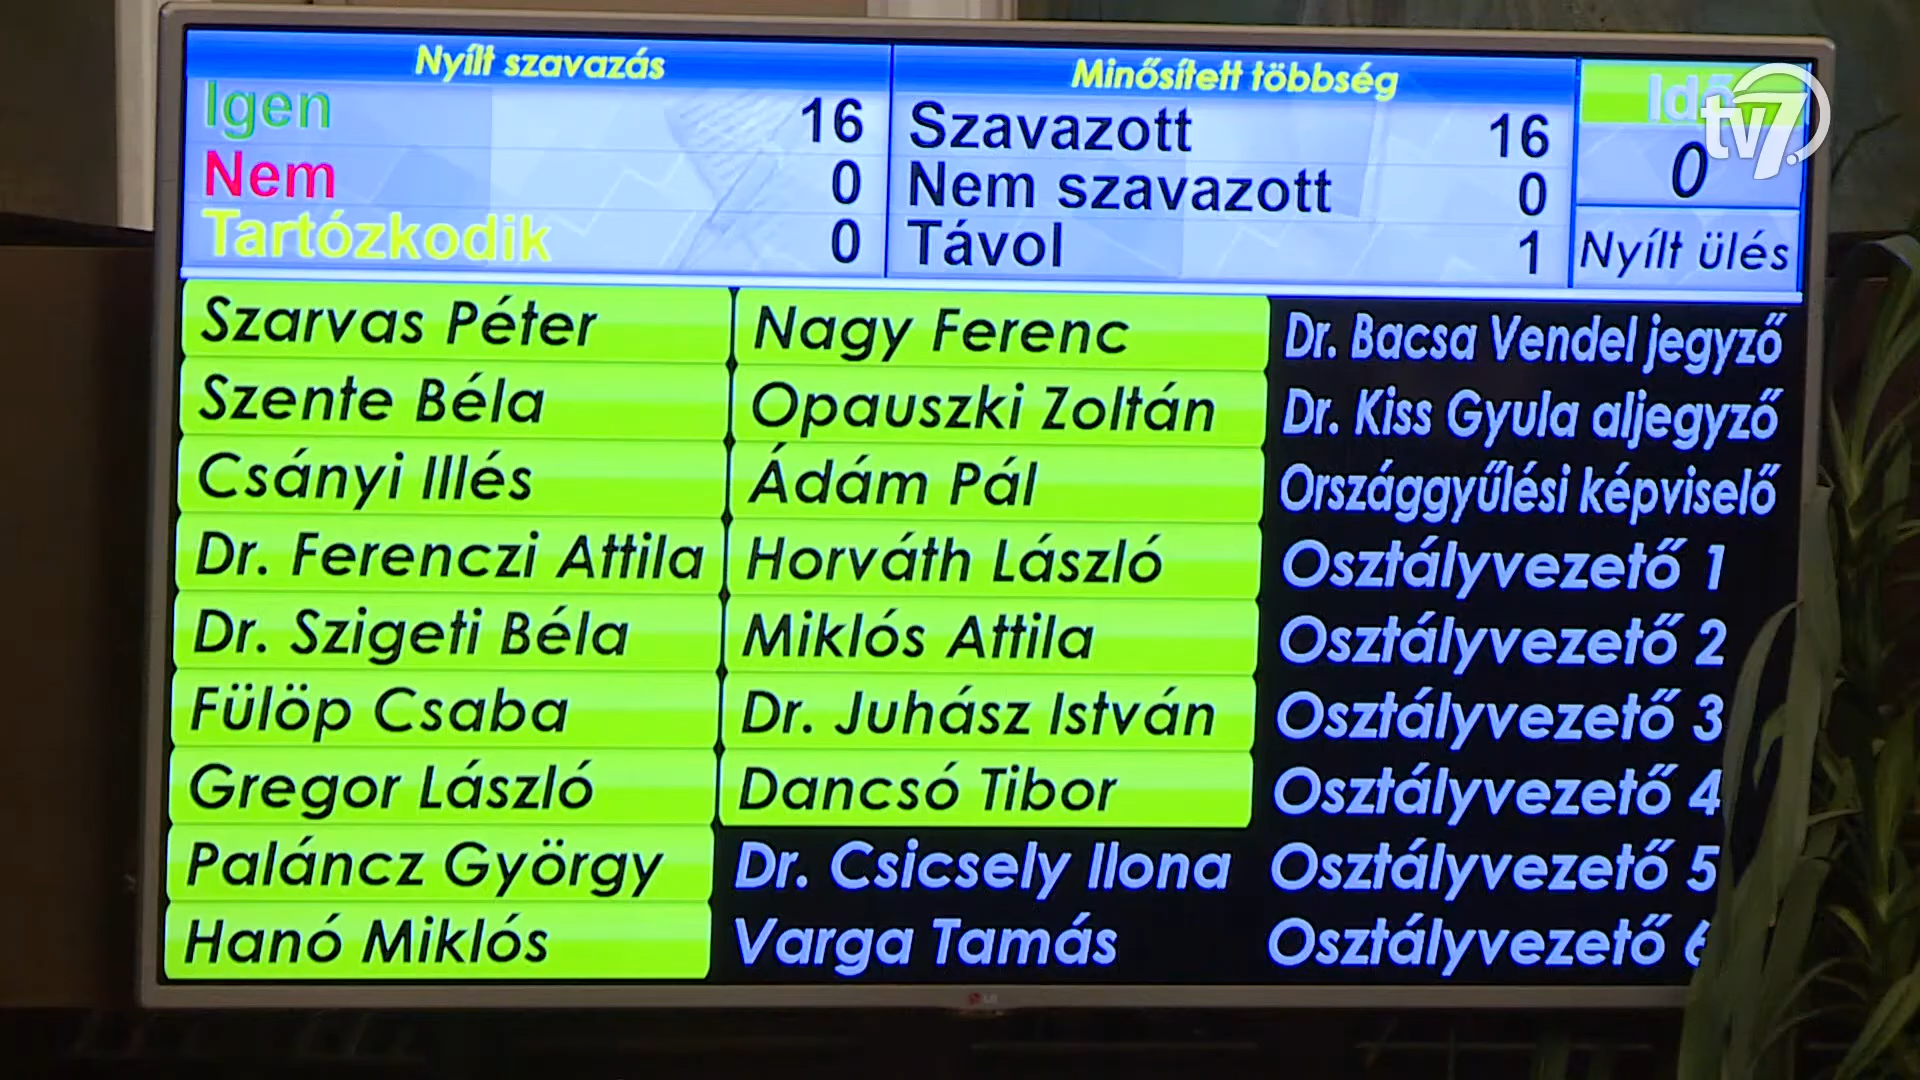 Nyílt szavazás
Igen 16
Nem 0
Tartózkodik 0
Minősített többség
Szavazott 16
Nem szavazott 0
Távol 1
Idő
0
Nyílt ülés
tv7
Szarvas Péter
Szente Béla
Csányi Illés
Dr. Ferenczi Attila
Dr. Szigeti Béla
Fülöp Csaba
Gregor László
Paláncz György
Hanó Miklós
Nagy Ferenc
Opauszki Zoltán
Ádám Pál
Horváth László
Miklós Attila
Dr. Juhász István
Dancsó Tibor
Dr. Csicsely Ilona
Varga Tamás
Dr. Bacsa Vendel jegyző
Dr. Kiss Gyula aljegyző
Országgyűlési képviselő
Osztályvezető 1
Osztályvezető 2
Osztályvezető 3
Osztályvezető 4
Osztályvezető 5
Osztályvezető 6
LG